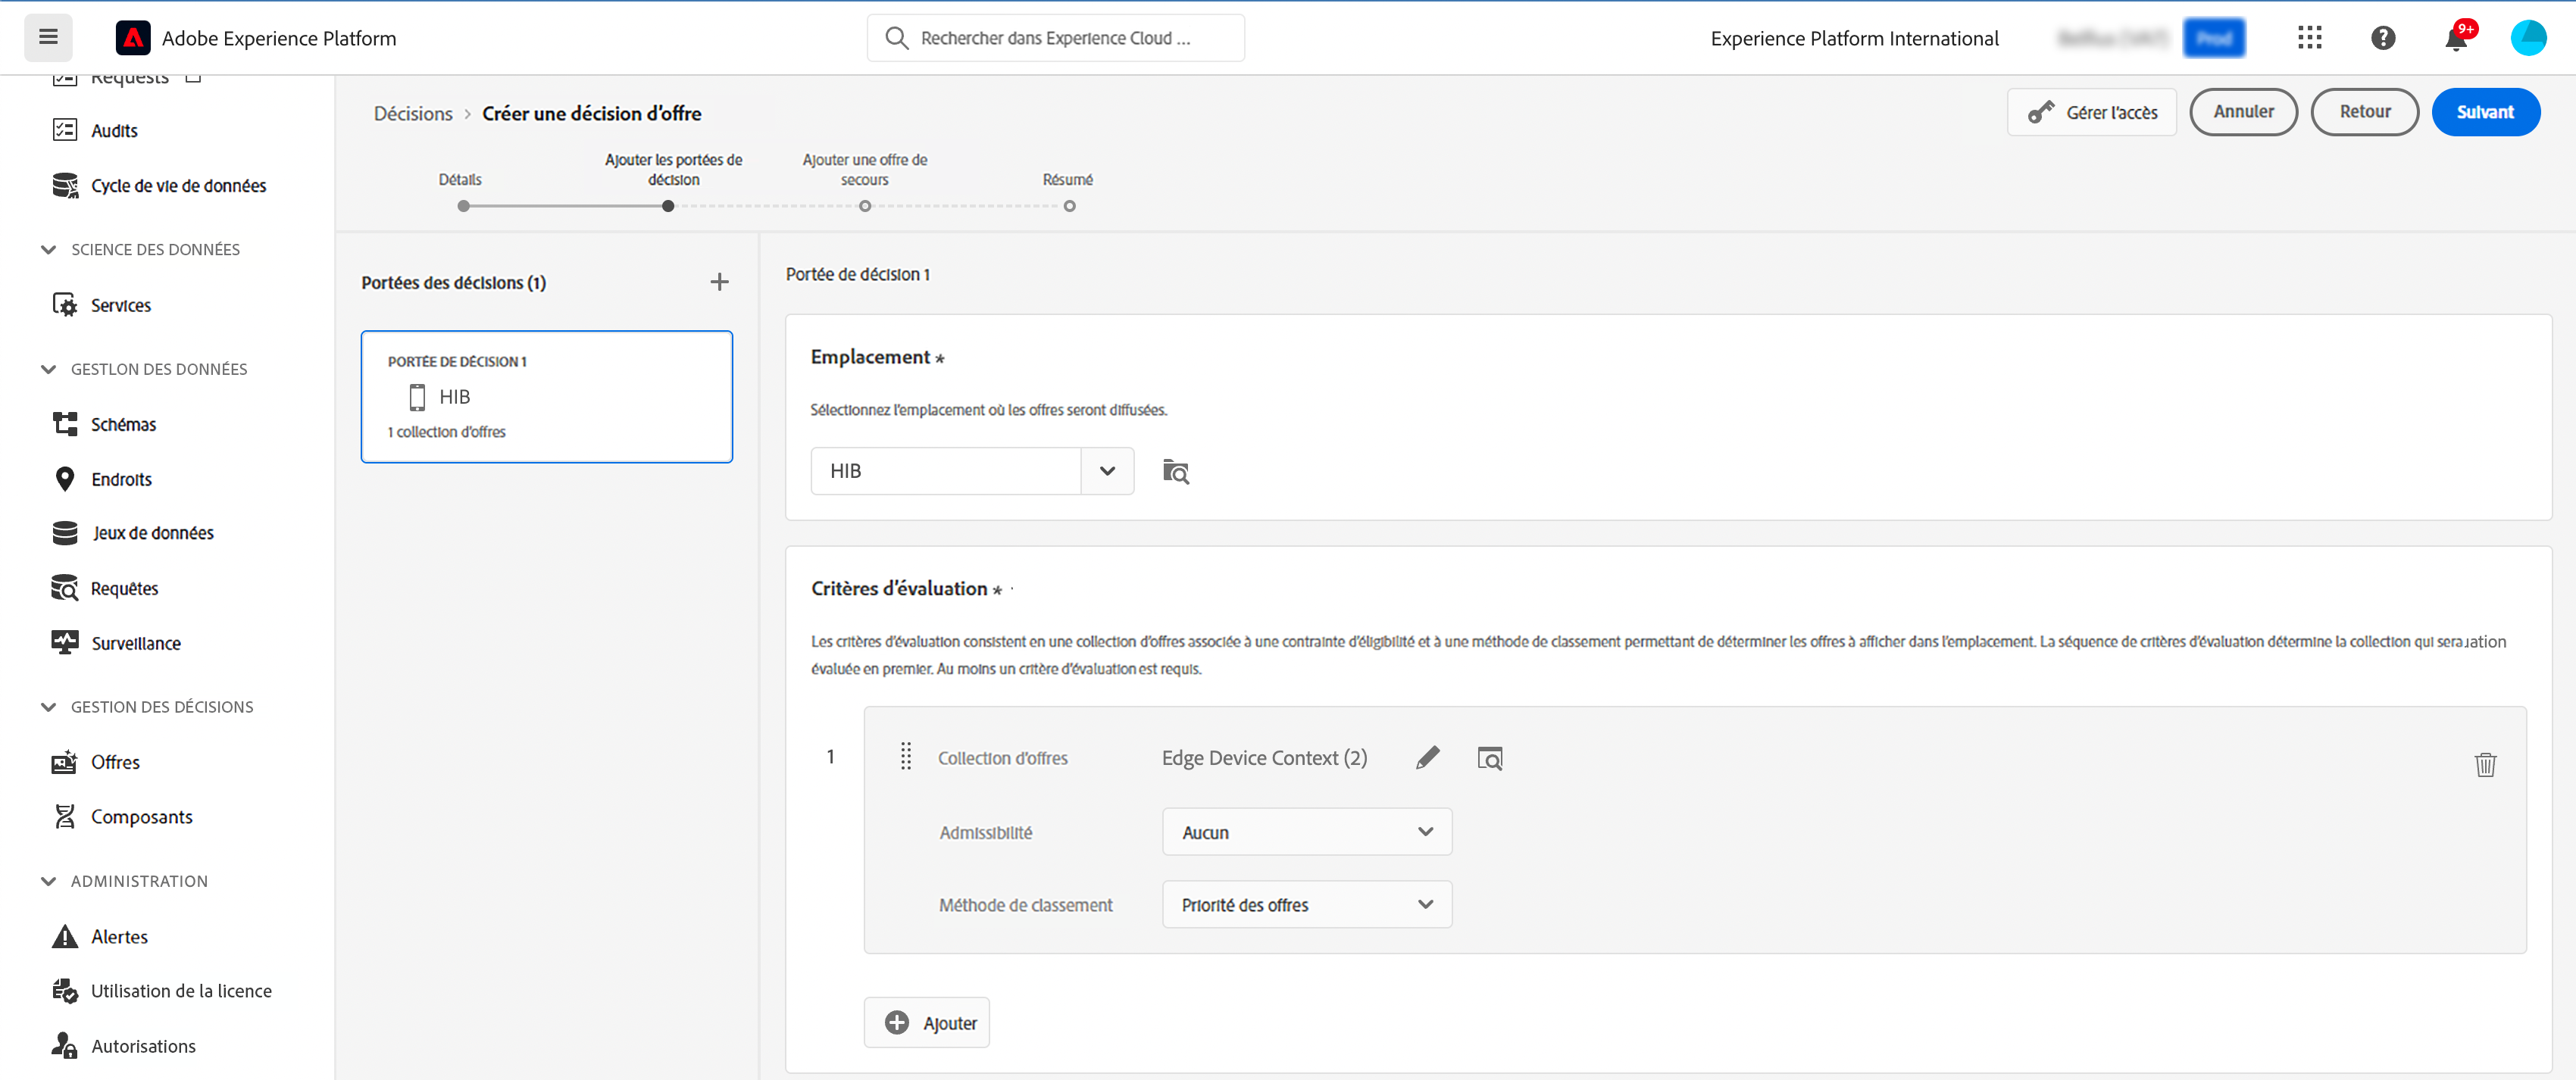 Adobe Experience Platform
Rechercher dans Experience Cloud ...
Experience Platform International
Prod
9+
Requests
Audits
Cycle de vie de données
SCIENCE DES DONNÉES
Services
GESTLON DES DONNÉES
Schémas
Endroits
Jeux de données
Requêtes
Surveillance
GESTION DES DÉCISIONS
Offres
Composants
ADMINISTRATION
Alertes
Utilisation de la licence
Autorisations
Décisions > Créer une décision d'offre
Gérer l'accès
Annuler
Retour
Suivant
Détails
Ajouter les portées de
décision
Ajouter une offre de
secours
Résumé
Portées des décisions (1)
PORTÉE DE DÉCISION 1
HIB
1 collection d'offres
Portée de décision 1
Emplacement *
Sélectionnez l'emplacement où les offres seront diffusées.
HIB
Critères d'évaluation *
Les critères d'évaluation consistent en une collection d'offres associée à une contrainte d'éligibilité et à une méthode de classement permettant de déterminer les offres à afficher dans l'emplacement. La séquence de critères d'évaluation détermine la collection qui sera uation
évaluée en premier. Au moins un critère d'évaluation est requis.
1
Collection d'offres
Edge Device Context (2)
Admissibilité
Aucun
Méthode de classement
Priorité des offres
Ajouter